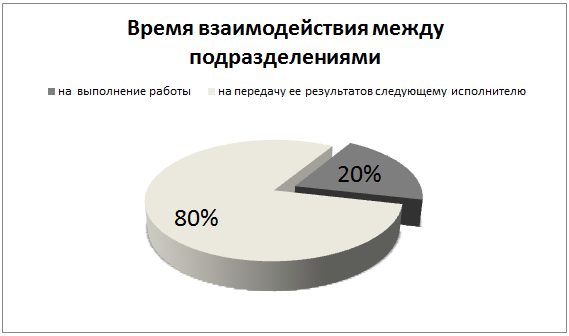 Время взаимодействия между
подразделениями
на выполнение работы на передачу ее результатов следующему исполнителю
20%
80%